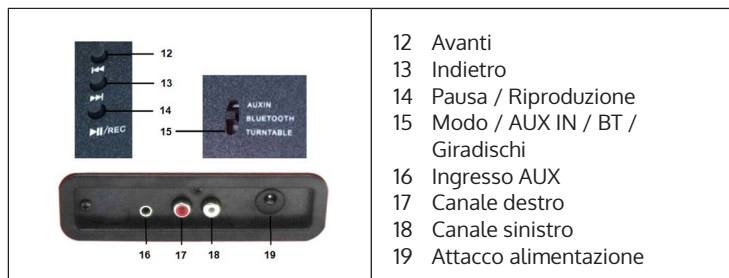 12
13
14
/REC
15
AUXIN
BLUETOOTH
TURNTABLE
16
17
18
19
12 Avanti
13 Indietro
14 Pausa / Riproduzione
15 Modo / AUX IN / BT /
Giradischi
16 Ingresso AUX
17 Canale destro
18 Canale sinistro
19 Attacco alimentazione